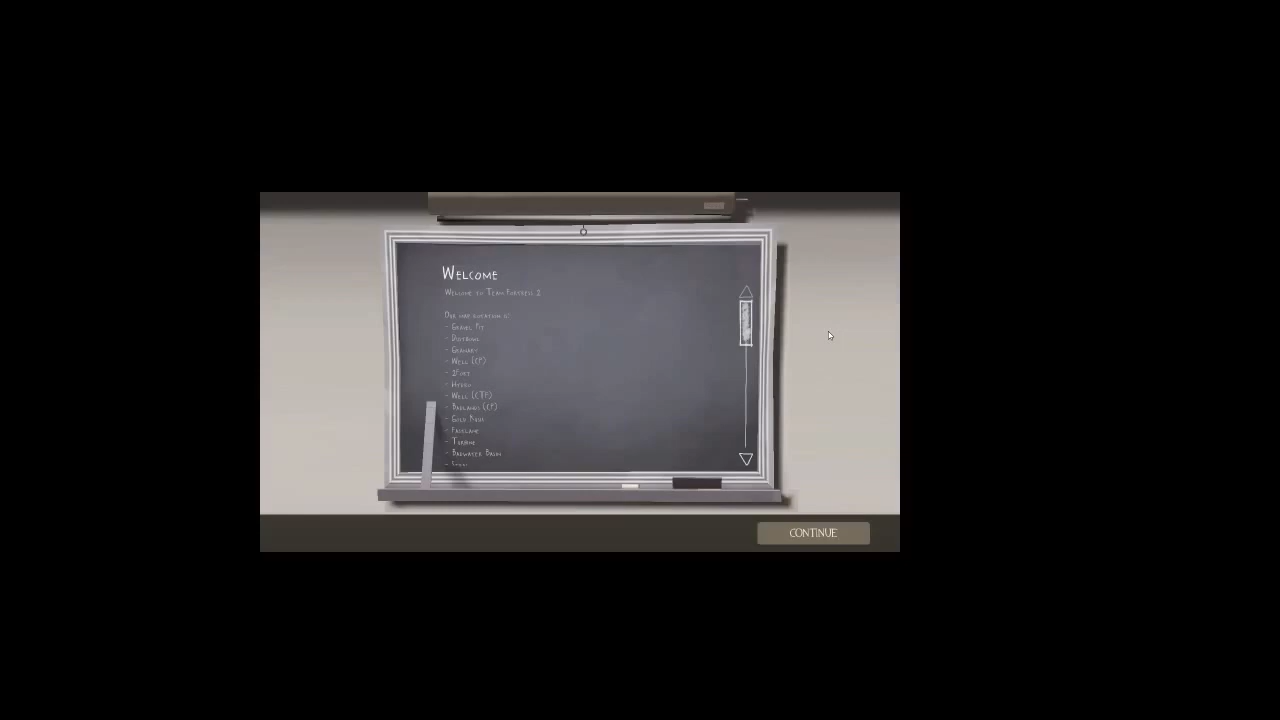 Welcome
Welcome to Team Fortress 2
Our map rotation is:
- Gravel Pit
- Dustbowl
- Granary
- Well (CP)
- 2Fort
- Hydro
- Well (CTF)
- Badlands (CP)
- Gold Rush
- Fastlane
- Turbine
- Badwater Basin
CONTINUE